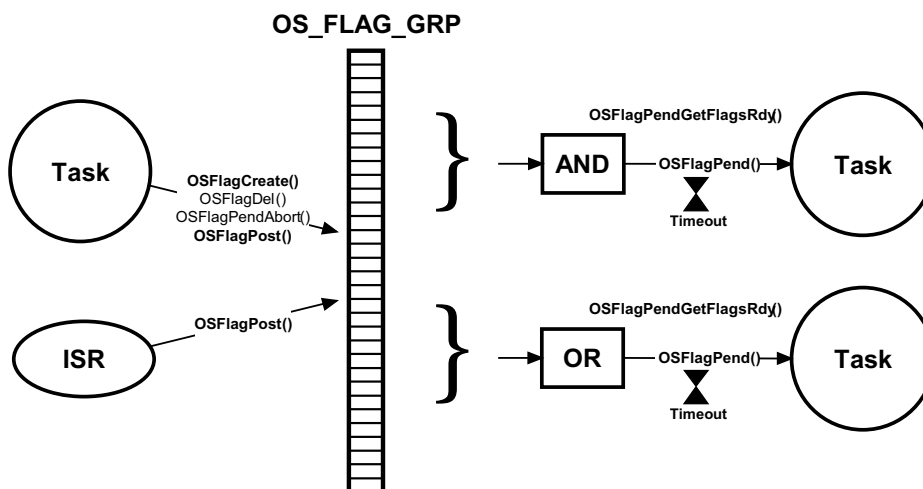 OS_FLAG_GRP
Task
OSFlagCreate()
OSFlagDel()
OSFlagPendAbort()
OSFlagPost()
OSFlagPendGetFlagsRdy()
AND
OSFlagPend()
Timeout
Task
ISR
OSFlagPost()
OSFlagPendGetFlagsRdy()
OR
OSFlagPend()
Timeout
Task